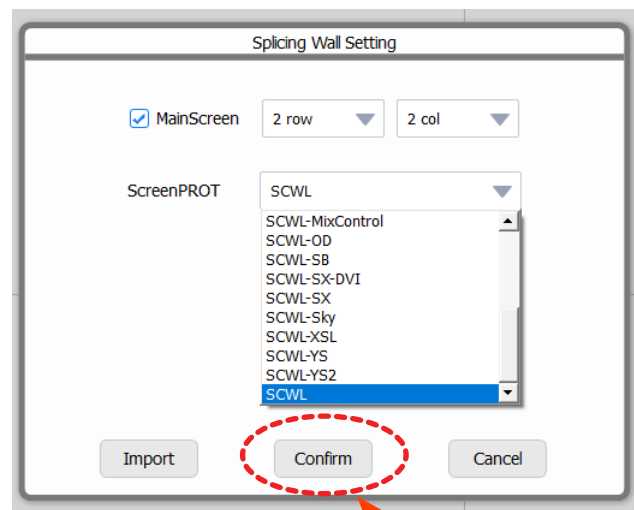 Splicing Wall Setting
MainScreen 2 row 2 col
ScreenPROT SCWL
SCWL-MixControl
SCWL-OD
SCWL-SB
SCWL-SX-DVI
SCWL-SX
SCWL-Sky
SCWL-XSL
SCWL-YS
SCWL-YS2
SCWL
Import Confirm Cancel